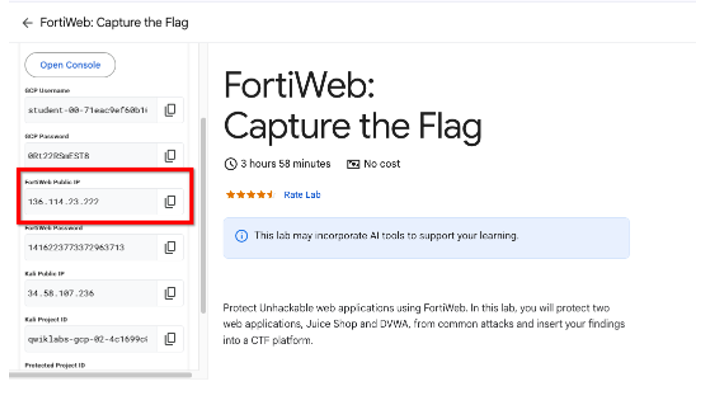 ← FortiWeb: Capture the Flag
Open Console
GCP Username
student-00-71eac9ef60b1
GCP Password
0Rt22RSmEST8
FortiWeb Public IP
136.114.23.222
FortiWeb Password
1416223773372963713
Kali Public IP
34.58.107.236
Kali Project ID
qwiklabs-gcp-02-4c1699c
Protected Project ID
FortiWeb:
Capture the Flag
3 hours 58 minutes No cost
Rate Lab
This lab may incorporate AI tools to support your learning.
Protect Unhackable web applications using FortiWeb. In this lab, you will protect two
web applications, Juice Shop and DVWA, from common attacks and insert your findings
into a CTF platform.